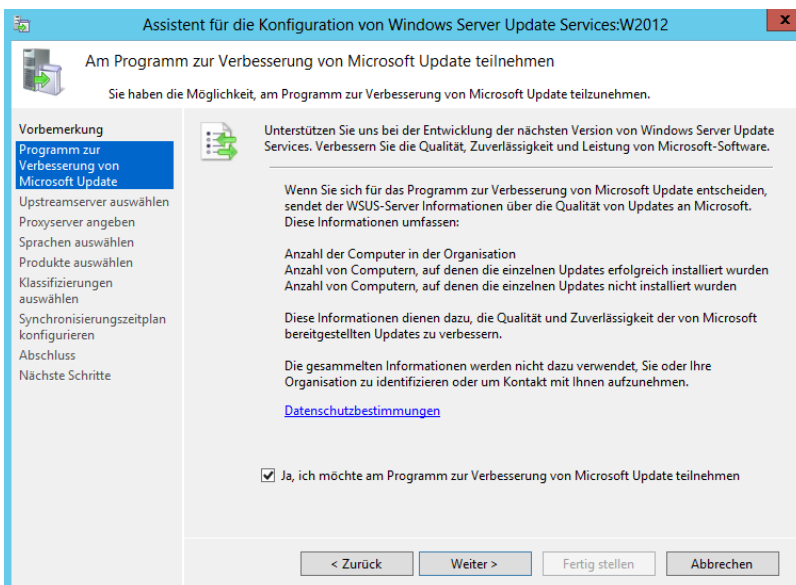 Assistent für die Konfiguration von Windows Server Update Services:W2012
x
Am Programm zur Verbesserung von Microsoft Update teilnehmen
Sie haben die Möglichkeit, am Programm zur Verbesserung von Microsoft Update teilzunehmen.
Vorbemerkung
Programm zur
Verbesserung von
Microsoft Update
Upstreamserver auswählen
Proxyserver angeben
Sprachen auswählen
Produkte auswählen
Klassifizierungen
auswählen
Synchronisierungszeitplan
konfigurieren
Abschluss
Nächste Schritte
Unterstützen Sie uns bei der Entwicklung der nächsten Version von Windows Server Update
Services. Verbessern Sie die Qualität, Zuverlässigkeit und Leistung von Microsoft-Software.
Wenn Sie sich für das Programm zur Verbesserung von Microsoft Update entscheiden,
sendet der WSUS-Server Informationen über die Qualität von Updates an Microsoft.
Diese Informationen umfassen:
Anzahl der Computer in der Organisation
Anzahl von Computern, auf denen die einzelnen Updates erfolgreich installiert wurden
Anzahl von Computern, auf denen die einzelnen Updates nicht installiert wurden
Diese Informationen dienen dazu, die Qualität und Zuverlässigkeit der von Microsoft
bereitgestellten Updates zu verbessern.
Die gesammelten Informationen werden nicht dazu verwendet, Sie oder Ihre
Organisation zu identifizieren oder um Kontakt mit Ihnen aufzunehmen.
Datenschutzbestimmungen
Ja, ich möchte am Programm zur Verbesserung von Microsoft Update teilnehmen
< Zurück
Weiter >
Fertig stellen
Abbrechen